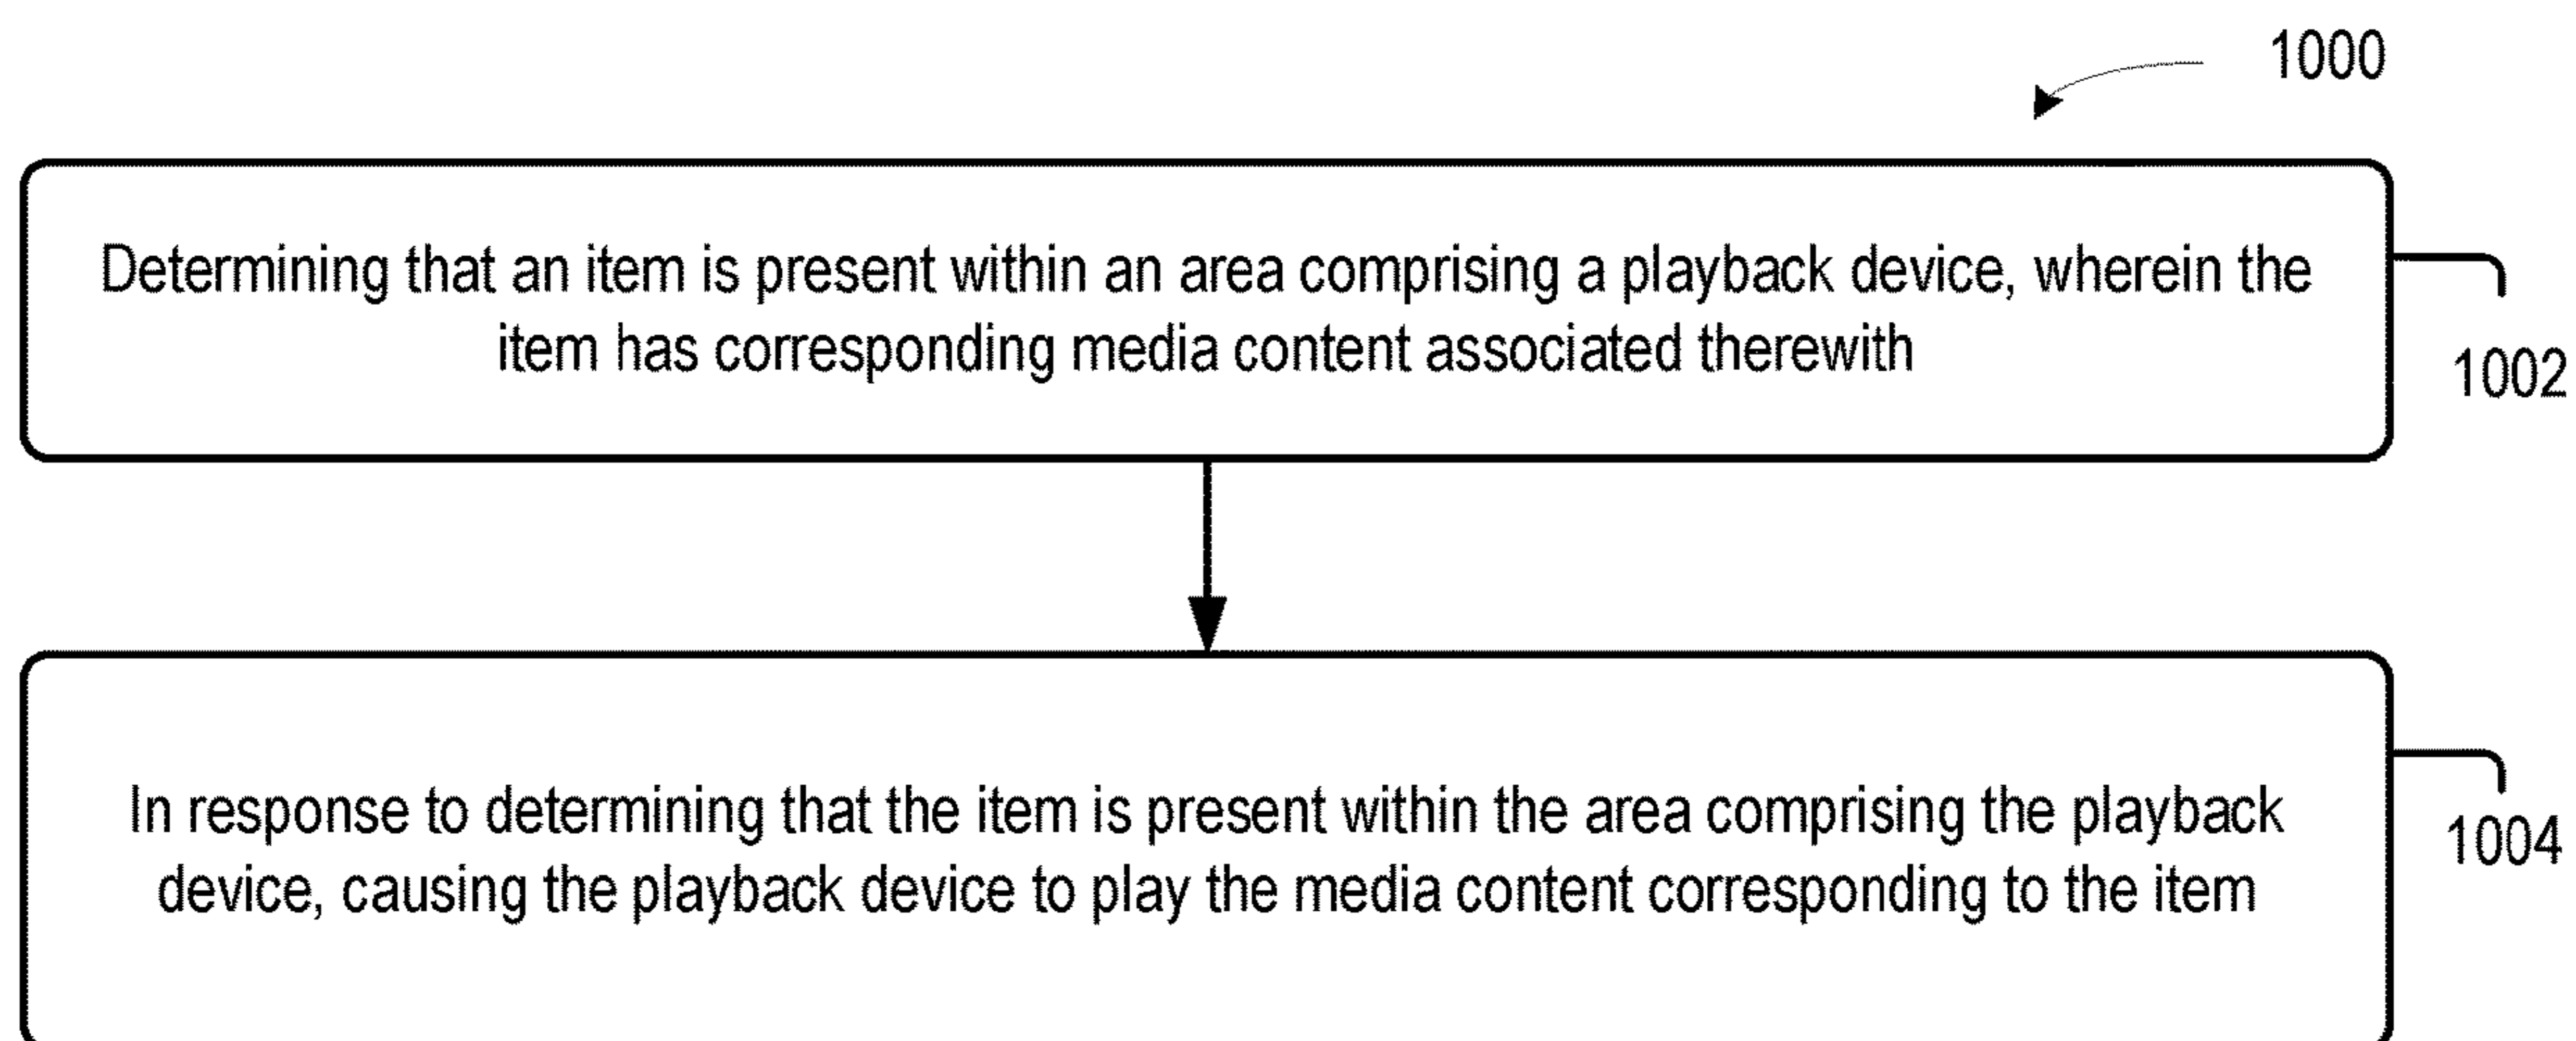 1000
Determining that an item is present within an area comprising a playback device, wherein the
item has corresponding media content associated therewith
1002
In response to determining that the item is present within the area comprising the playback
device, causing the playback device to play the media content corresponding to the item
1004